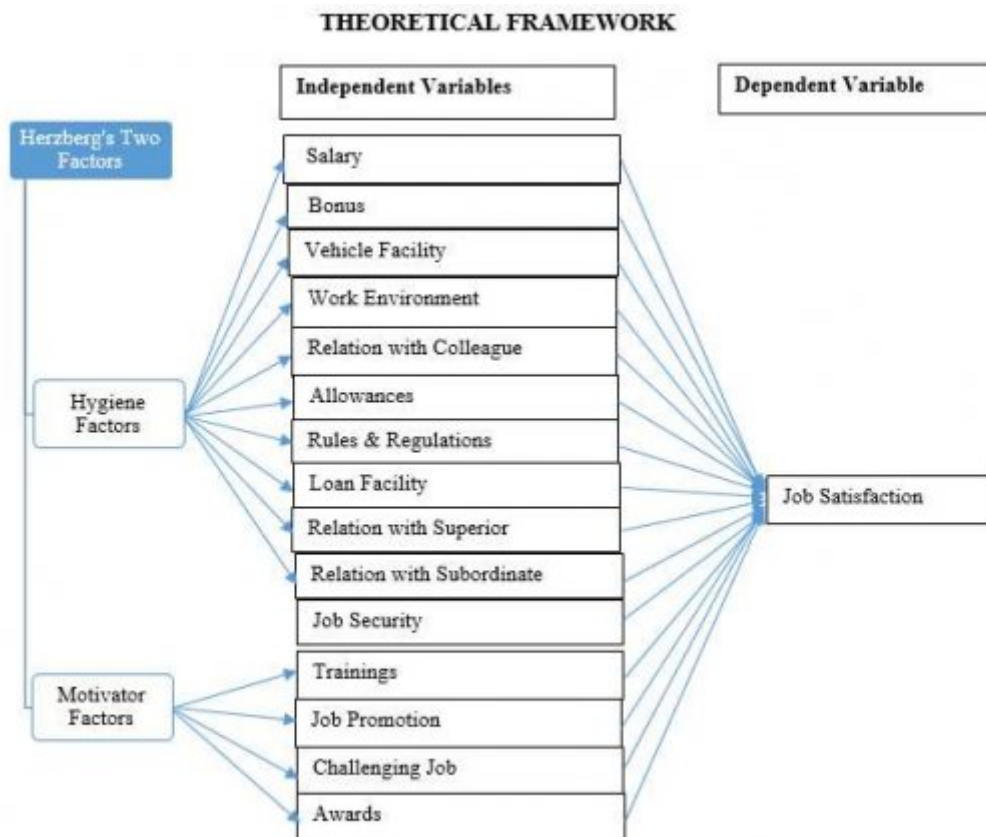 THEORETICAL FRAMEWORK
Independent Variables
Dependent Variable
Herzberg's Two
Factors
Salary
Bonus
Vehicle Facility
Work Environment
Relation with Colleague
Hygiene
Factors
Allowances
Rules & Regulations
Loan Facility
Job Satisfaction
Relation with Superior
Relation with Subordinate
Job Security
Motivator
Factors
Trainings
Job Promotion
Challenging Job
Awards